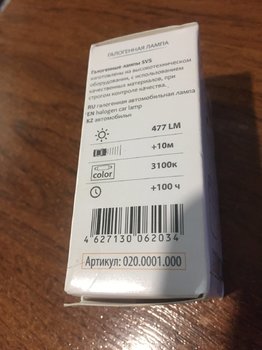 ГАЛОГЕННАЯ ЛАМПА
Галогенные лампы SVS
изготовлены на высокотехническом
оборудовании, с использованием
качественных материалов, при
строгом контроле качества.
RU галогенная автомобильная лампа
EN halogen car lamp
KZ автомобильн
477 LM
+10м
color
3100к
+100 ч
4 627130 062034
Артикул: 020.0001.000